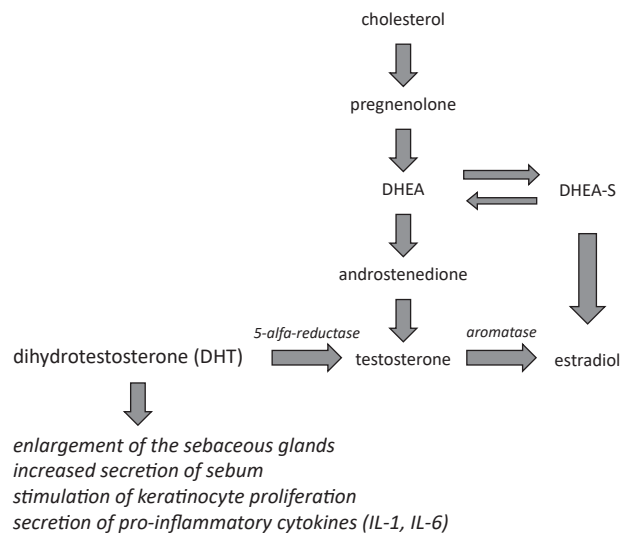 cholesterol
pregnenolone
DHEA
DHEA-S
androstenedione
5-alfa-reductase
aromatase
dihydrotestosterone (DHT)
testosterone
estradiol
enlargement of the sebaceous glands
increased secretion of sebum
stimulation of keratinocyte proliferation
secretion of pro-inflammatory cytokines (IL-1, IL-6)